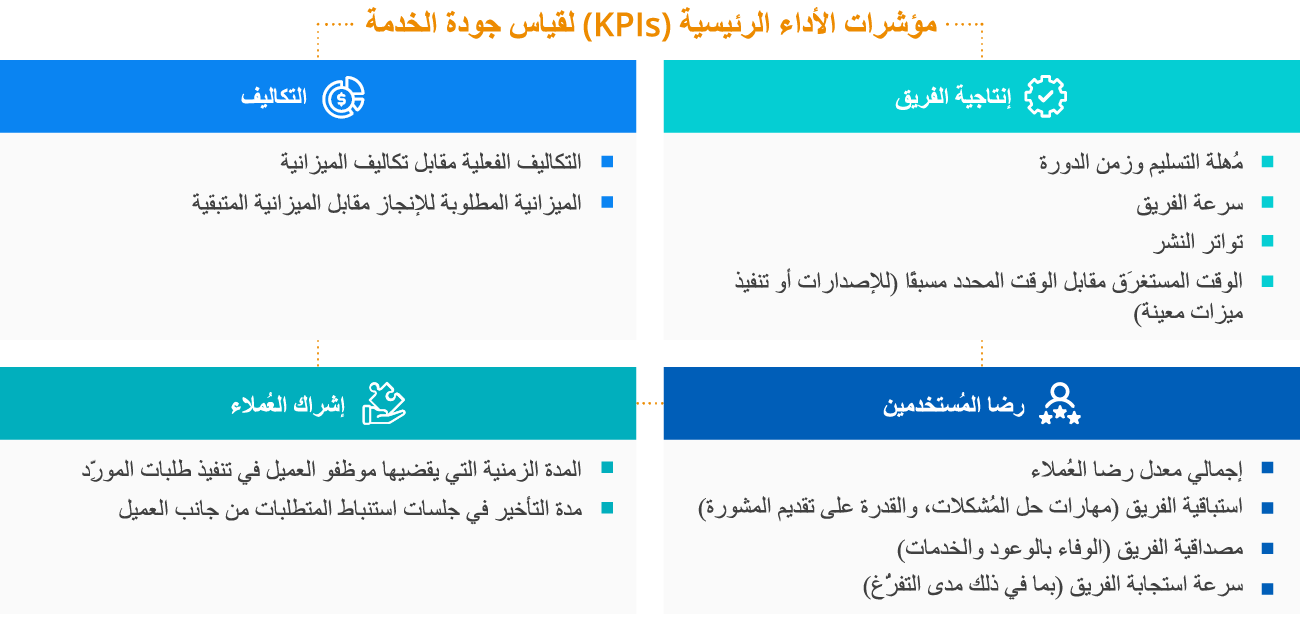 مؤشرات الأداء الرئيسية (KPIs) لقياس جودة الخدمة
إنتاجية الفريق
مُهلة التسليم وزمن الدورة
سرعة الفريق
تواتر النشر
الوقت المستغرَق مقابل الوقت المحدد مسبقًا (للإصدارات أو تنفيذ
ميزات معينة)
التكاليف
التكاليف الفعلية مقابل تكاليف الميزانية
الميزانية المطلوبة للإنجاز مقابل الميزانية المتبقية
رضا المُستخدمين
إجمالي معدل رضا العُملاء
استباقية الفريق (مهارات حل المُشكلات، والقدرة على تقديم المشورة)
مصداقية الفريق (الوفاء بالوعود والخدمات)
سرعة استجابة الفريق (بما في ذلك مدى التفرُّغ)
إشراك العُملاء
المدة الزمنية التي يقضيها موظفو العميل في تنفيذ طلبات المورِّد
مدة التأخير في جلسات استنباط المتطلبات من جانب العميل